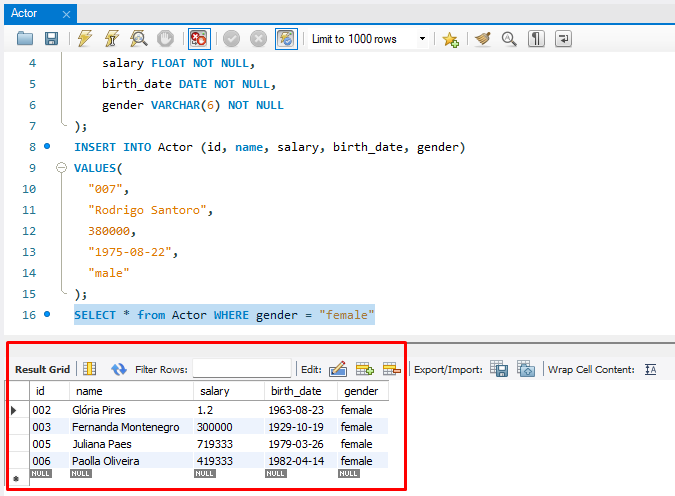 Actor
Limit to 1000 rows
4 salary FLOAT NOT NULL,
5 birth_date DATE NOT NULL,
6 gender VARCHAR(6) NOT NULL
7 );
8 INSERT INTO Actor (id, name, salary, birth_date, gender)
9 VALUES(
10 "007",
11 "Rodrigo Santoro",
12 380000,
13 "1975-08-22",
14 "male"
15 );
16 SELECT * from Actor WHERE gender = "female"
Result Grid Filter Rows: Edit: Export/Import: Wrap Cell Content:
id name salary birth_date gender
002 Glória Pires 1.2 1963-08-23 female
003 Fernanda Montenegro 300000 1929-10-19 female
005 Juliana Paes 719333 1979-03-26 female
006 Paolla Oliveira 419333 1982-04-14 female
NULL NULL NULL NULL NULL